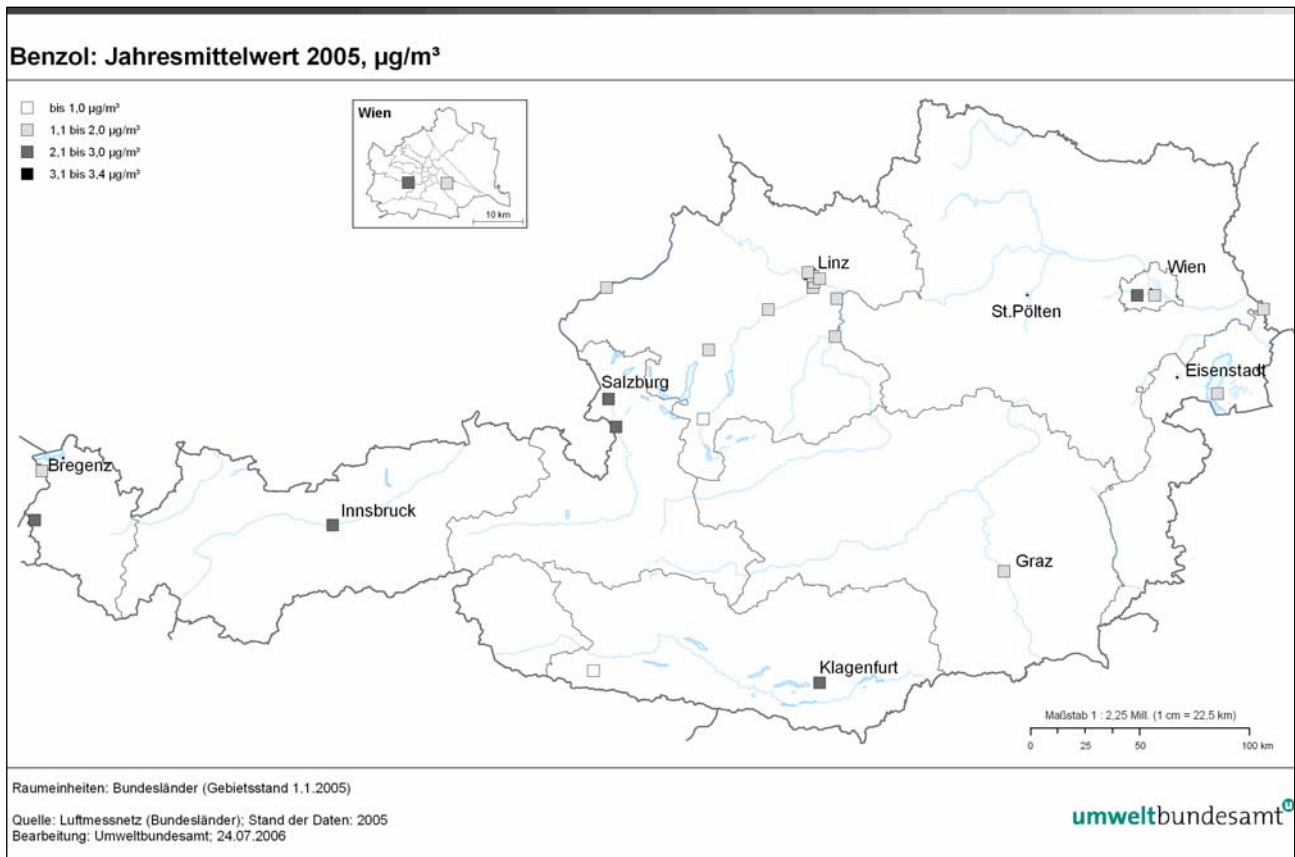 Benzol: Jahresmittelwert 2005, µg/m³
bis 1,0 µg/m³
1,1 bis 2,0 µg/m³
2,1 bis 3,0 µg/m³
3,1 bis 3,4 µg/m³
Wien
10 km
Linz
Wien
St.Pölten
Eisenstadt
Salzburg
Bregenz
Innsbruck
Graz
Klagenfurt
Maßstab 1 : 2,25 Mill. (1 cm = 22,5 km)
0 25 50 100 km
Raumeinheiten: Bundesländer (Gebietsstand 1.1.2005)
Quelle: Luftmessnetz (Bundesländer); Stand der Daten: 2005
Bearbeitung: Umweltbundesamt; 24.07.2006
umweltbundesamt u